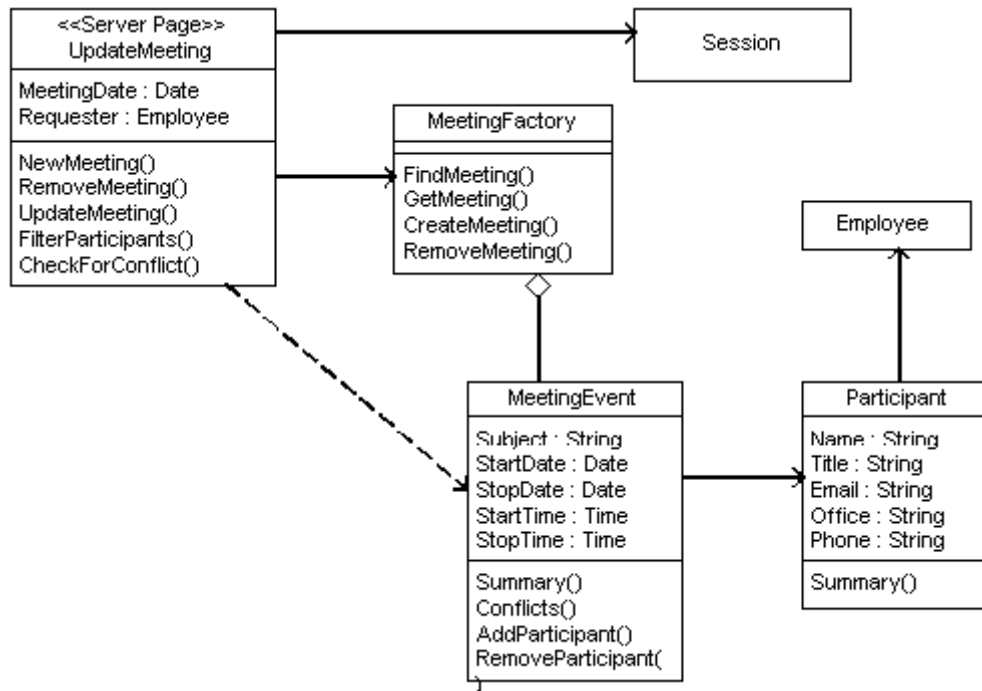 <<Server Page>>
UpdateMeeting
MeetingDate : Date
Requester : Employee
NewMeeting()
RemoveMeeting()
UpdateMeeting()
FilterParticipants()
CheckForConflict()
Session
MeetingFactory
FindMeeting()
GetMeeting()
CreateMeeting()
RemoveMeeting()
Employee
MeetingEvent
Subject : String
StartDate : Date
StopDate : Date
StartTime : Time
StopTime : Time
Summary()
Conflicts()
AddParticipant()
RemoveParticipant(
)
Participant
Name : String
Title : String
Email : String
Office : String
Phone : String
Summary()